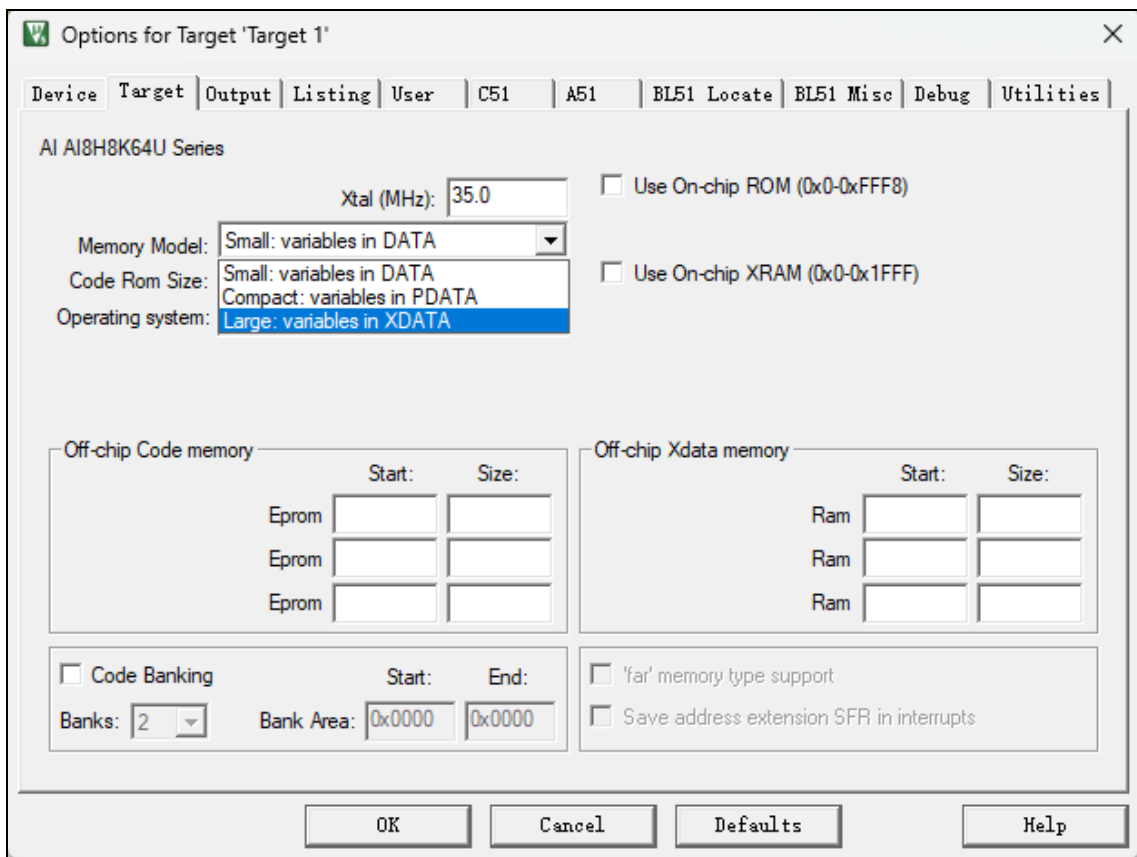 Options for Target 'Target 1'
Device Target Output Listing User C51 A51 BL51 Locate BL51 Misc Debug Utilities
AI AI8H8K64U Series
Xtal (MHz): 35.0
Use On-chip ROM (0x0-0xFFF8)
Memory Model: Small: variables in DATA
Code Rom Size: Small: variables in DATA
Use On-chip XRAM (0x0-0x1FFF)
Compact: variables in PDATA
Operating system: Large: variables in XDATA
Off-chip Code memory
Start: Size:
Eprom
Eprom
Eprom
Off-chip Xdata memory
Start: Size:
Ram
Ram
Ram
Code Banking Start: End:
Banks: 2 Bank Area: 0x0000 0x0000
'far' memory type support
Save address extension SFR in interrupts
OK Cancel Defaults Help